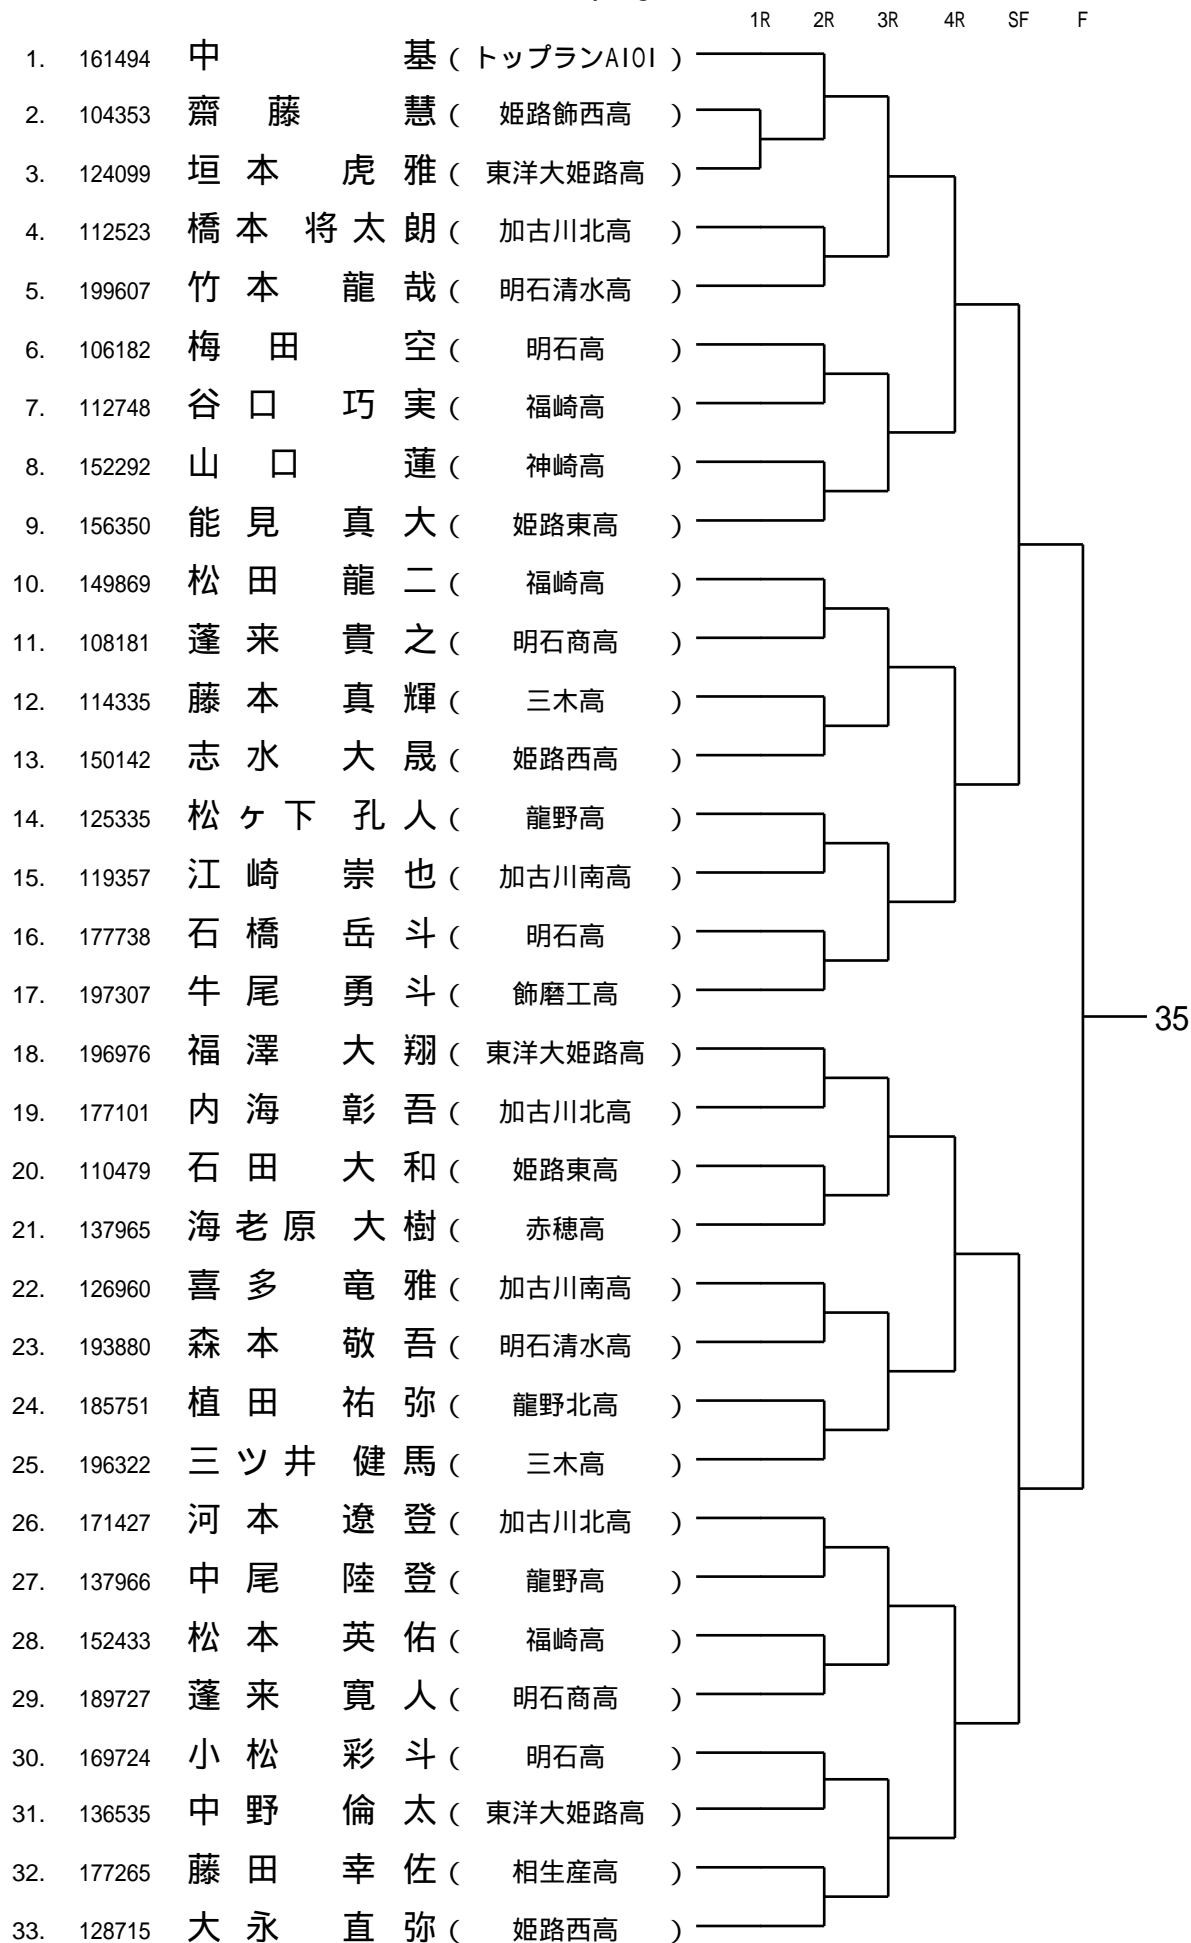 1R 2R 3R 4R SF F
1. 161494 中 基 ( トップランAIOI )
2. 104353 齋藤 慧 ( 姫路飾西高 )
3. 124099 垣本 虎雅 ( 東洋大姫路高 )
4. 112523 橋本 将太朗 ( 加古川北高 )
5. 199607 竹本 龍哉 ( 明石清水高 )
6. 106182 梅田 空 ( 明石高 )
7. 112748 谷口 巧実 ( 福崎高 )
8. 152292 山口 蓮 ( 神崎高 )
9. 156350 能見 真大 ( 姫路東高 )
10. 149869 松田 龍二 ( 福崎高 )
11. 108181 蓬来 貴之 ( 明石商高 )
12. 114335 藤本 真輝 ( 三木高 )
13. 150142 志水 大晟 ( 姫路西高 )
14. 125335 松ヶ下 孔人 ( 龍野高 )
15. 119357 江崎 崇也 ( 加古川南高 )
16. 177738 石橋 岳斗 ( 明石高 )
17. 197307 牛尾 勇斗 ( 飾磨工高 )
35
18. 196976 福澤 大翔 ( 東洋大姫路高 )
19. 177101 内海 彰吾 ( 加古川北高 )
20. 110479 石田 大和 ( 姫路東高 )
21. 137965 海老原 大樹 ( 赤穂高 )
22. 126960 喜多 竜雅 ( 加古川南高 )
23. 193880 森本 敬吾 ( 明石清水高 )
24. 185751 植田 祐弥 ( 龍野北高 )
25. 196322 三ツ井 健馬 ( 三木高 )
26. 171427 河本 遼登 ( 加古川北高 )
27. 137966 中尾 陸登 ( 龍野高 )
28. 152433 松本 英佑 ( 福崎高 )
29. 189727 蓬来 寛人 ( 明石商高 )
30. 169724 小松 彩斗 ( 明石高 )
31. 136535 中野 倫太 ( 東洋大姫路高 )
32. 177265 藤田 幸佐 ( 相生産高 )
33. 128715 大永 直弥 ( 姫路西高 )